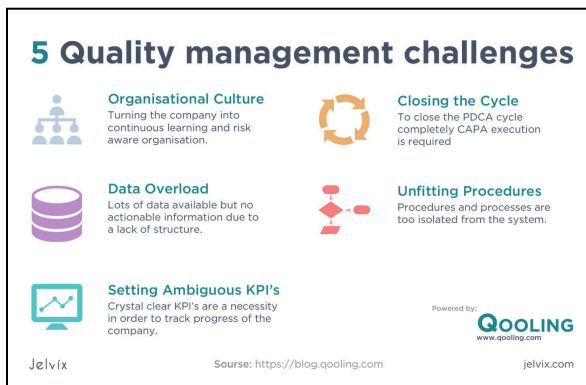 5 Quality management challenges
Organisational Culture
Turning the company into
continuous learning and risk
aware organisation.
Closing the Cycle
To close the PDCA cycle
completely CAPA execution
is required
Data Overload
Lots of data available but no
actionable information due to
a lack of structure.
Unfitting Procedures
Procedures and processes are
too isolated from the system.
Setting Ambiguous KPI's
Crystal clear KPI's are a necessity
in order to track progress of the
company.
Powered by:
QOOLING
www.qooling.com
Jelvix
Sourse: https://blog.qooling.com
jelvix.com